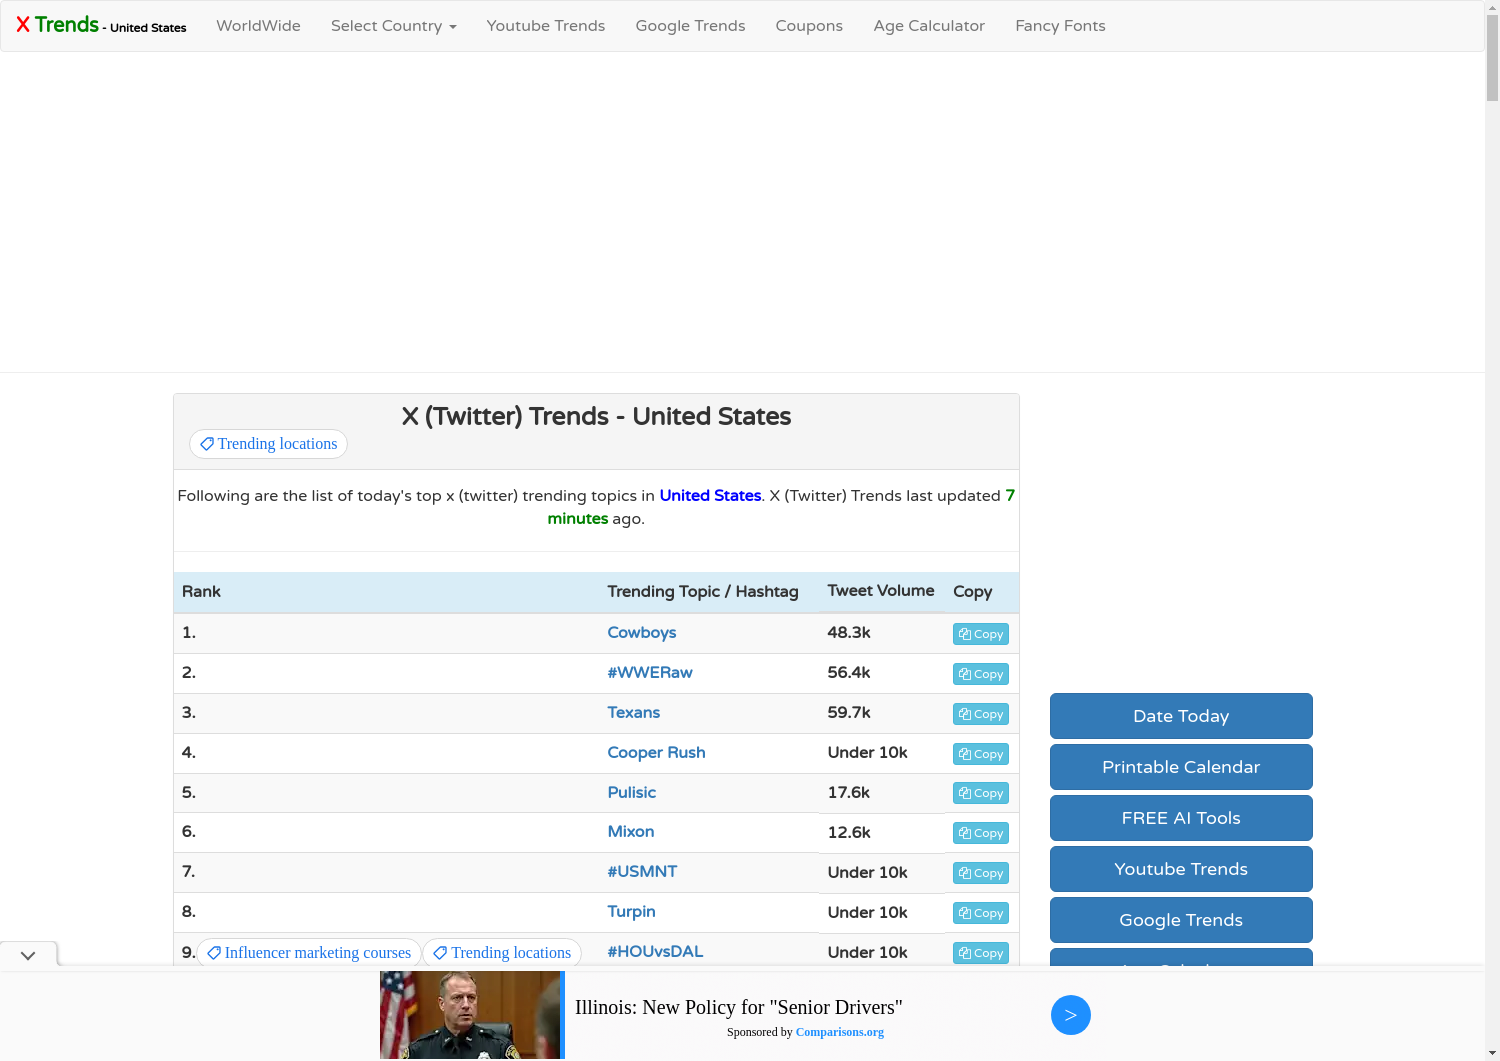 X Trends - United States WorldWide Select Country Youtube Trends Google Trends Coupons Age Calculator Fancy Fonts
X (Twitter) Trends - United States
Trending locations
Following are the list of today's top x (twitter) trending topics in United States. X (Twitter) Trends last updated 7
minutes ago.
Rank Trending Topic / Hashtag Tweet Volume Copy
1. Cowboys 48.3k Copy
2. #WWERaw 56.4k Copy
3. Texans 59.7k Copy
4. Cooper Rush Under 10k Copy
5. Pulisic 17.6k Copy
6. Mixon 12.6k Copy
7. #USMNT Under 10k Copy
8. Turpin Under 10k Copy
9. Influencer marketing courses Trending locations #HOUvsDAL Under 10k Copy
Date Today
Printable Calendar
FREE AI Tools
Youtube Trends
Google Trends
Illinois: New Policy for "Senior Drivers"
Sponsored by Comparisons.org
>